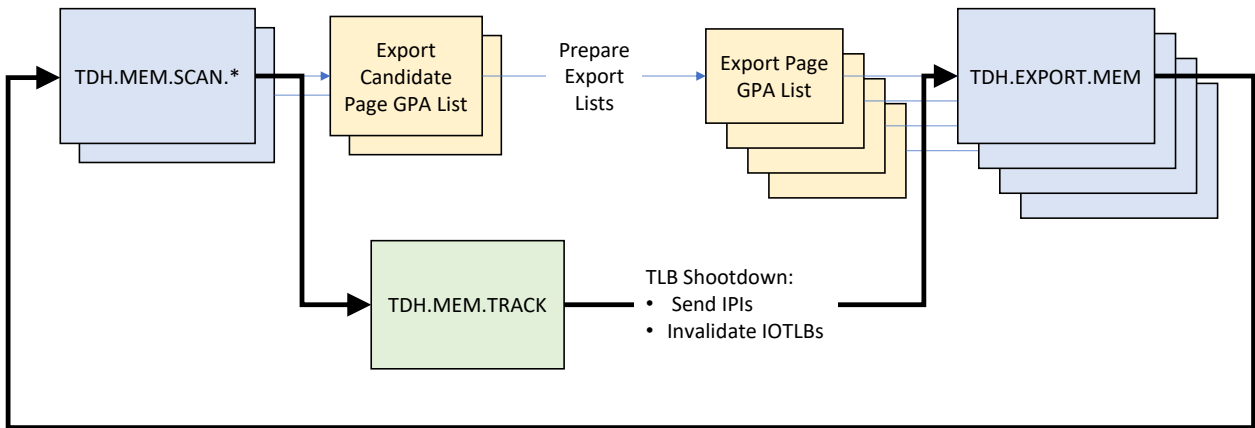 TDH.MEM.SCAN.*
Export
Candidate
Page GPA List
Prepare
Export
Lists
Export Page
GPA List
TDH.EXPORT.MEM
TDH.MEM.TRACK
TLB Shootdown:
• Send IPIs
• Invalidate IOTLBs